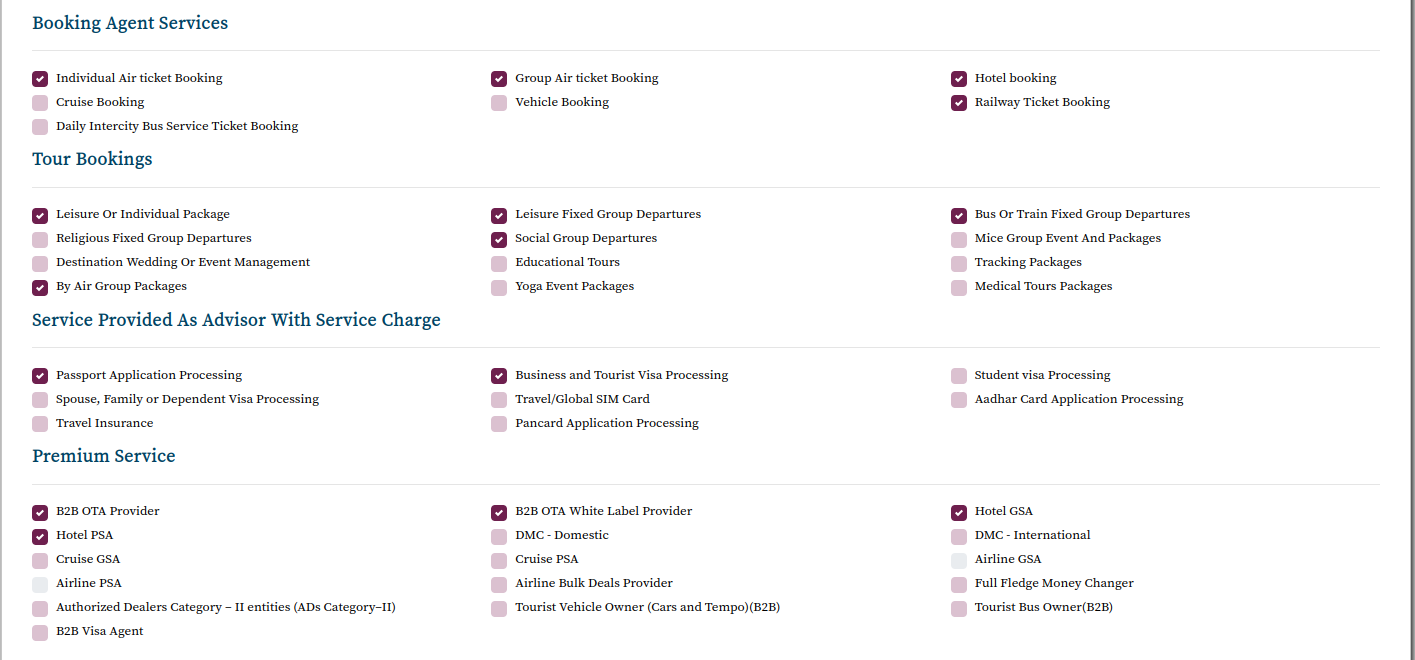 Booking Agent Services
Individual Air ticket Booking
Group Air ticket Booking
Hotel booking
Cruise Booking
Vehicle Booking
Railway Ticket Booking
Daily Intercity Bus Service Ticket Booking
Tour Bookings
Leisure Or Individual Package
Leisure Fixed Group Departures
Bus Or Train Fixed Group Departures
Religious Fixed Group Departures
Social Group Departures
Mice Group Event And Packages
Destination Wedding Or Event Management
Educational Tours
Tracking Packages
By Air Group Packages
Yoga Event Packages
Medical Tours Packages
Service Provided As Advisor With Service Charge
Passport Application Processing
Business and Tourist Visa Processing
Student visa Processing
Spouse, Family or Dependent Visa Processing
Travel/Global SIM Card
Aadhar Card Application Processing
Travel Insurance
Pancard Application Processing
Premium Service
B2B OTA Provider
B2B OTA White Label Provider
Hotel GSA
Hotel PSA
DMC - Domestic
DMC - International
Cruise GSA
Cruise PSA
Airline GSA
Airline PSA
Airline Bulk Deals Provider
Full Fledge Money Changer
Authorized Dealers Category – II entities (ADs Category–II)
Tourist Vehicle Owner (Cars and Tempo)(B2B)
Tourist Bus Owner(B2B)
B2B Visa Agent